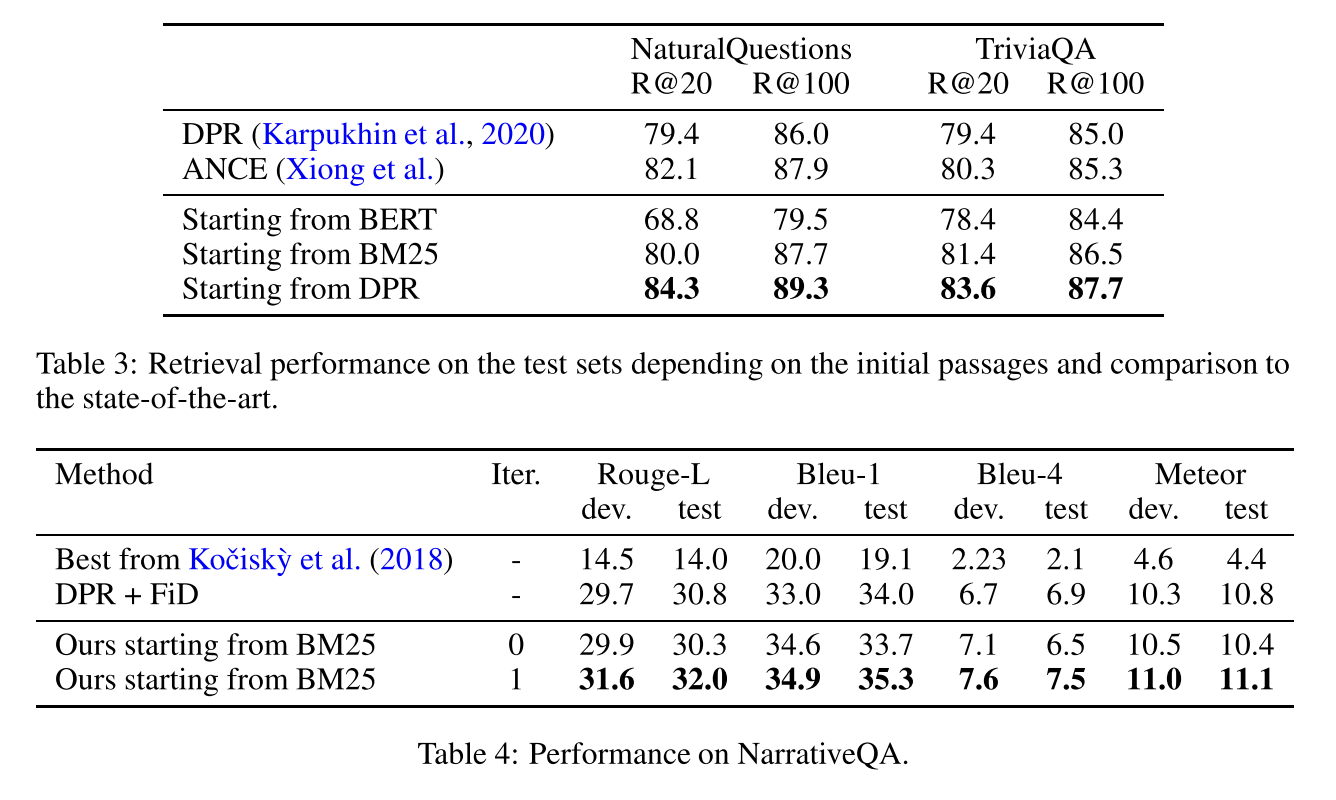 NaturalQuestions TriviaQA
R@20 R@100 R@20 R@100
DPR (Karpukhin et al., 2020) 79.4 86.0 79.4 85.0
ANCE (Xiong et al.) 82.1 87.9 80.3 85.3
Starting from BERT 68.8 79.5 78.4 84.4
Starting from BM25 80.0 87.7 81.4 86.5
Starting from DPR 84.3 89.3 83.6 87.7
Table 3: Retrieval performance on the test sets depending on the initial passages and comparison to
the state-of-the-art.
Method Iter. Rouge-L Bleu-1 Bleu-4 Meteor
dev. test dev. test dev. test dev. test
Best from Kočiskỳ et al. (2018) - 14.5 14.0 20.0 19.1 2.23 2.1 4.6 4.4
DPR + FiD - 29.7 30.8 33.0 34.0 6.7 6.9 10.3 10.8
Ours starting from BM25 0 29.9 30.3 34.6 33.7 7.1 6.5 10.5 10.4
Ours starting from BM25 1 31.6 32.0 34.9 35.3 7.6 7.5 11.0 11.1
Table 4: Performance on NarrativeQA.